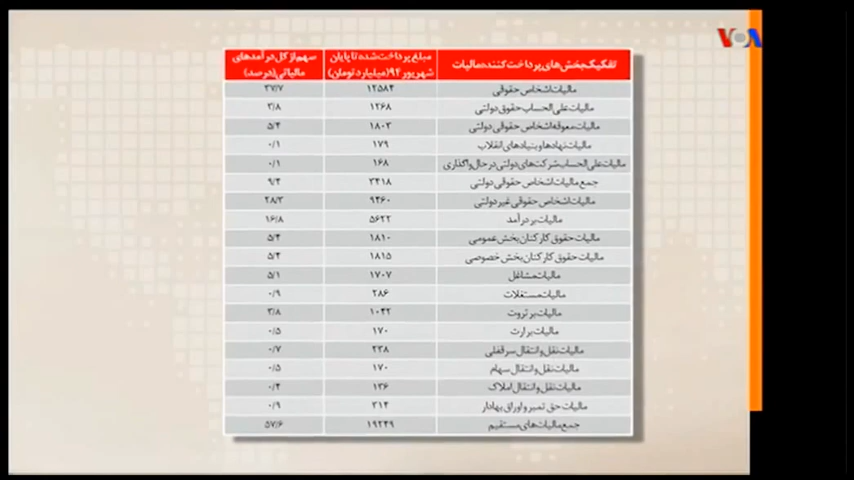 VOA
تفکیک بخش‌های پرداخت کننده مالیات مبلغ پرداخت شده تا پایان شهریور ۹۴(میلیارد تومان) سهم از کل درآمدهای مالیاتی(درصد)
مالیات اشخاص حقوقی ۱۲۵۸۴ ۳۷/۷
مالیات علی الحساب حقوق دولتی ۱۲۶۸ ۳/۸
مالیات معوقه اشخاص حقوقی دولتی ۱۸۰۳ ۵/۴
مالیات نهادها و بنیادهای انقلاب ۱۷۹ ۰/۱
مالیات علی الحساب شرکت‌های دولتی در حال واگذاری ۱۶۸ ۰/۱
جمع مالیات اشخاص حقوقی دولتی ۳۴۱۸ ۹/۴
مالیات اشخاص حقوقی غیر دولتی ۹۴۶۰ ۲۸/۳
مالیات بر درآمد ۵۶۲۲ ۱۶/۸
مالیات حقوق کارکنان بخش عمومی ۱۸۱۰ ۵/۴
مالیات حقوق کارکنان بخش خصوصی ۱۸۱۵ ۵/۴
مالیات مشاغل ۱۷۰۷ ۵/۱
مالیات مستغلات ۲۸۶ ۰/۹
مالیات بر ثروت ۱۰۴۲ ۳/۸
مالیات بر ارث ۱۷۰ ۰/۵
مالیات نقل و انتقال سرقفلی ۲۳۸ ۰/۷
مالیات نقل و انتقال سهام ۱۷۰ ۰/۵
مالیات نقل و انتقال املاک ۱۳۶ ۰/۴
مالیات حق تمبر و اوراق بهادار ۳۱۴ ۰/۹
جمع مالیات‌های مستقیم ۱۹۲۴۹ ۵۷/۶